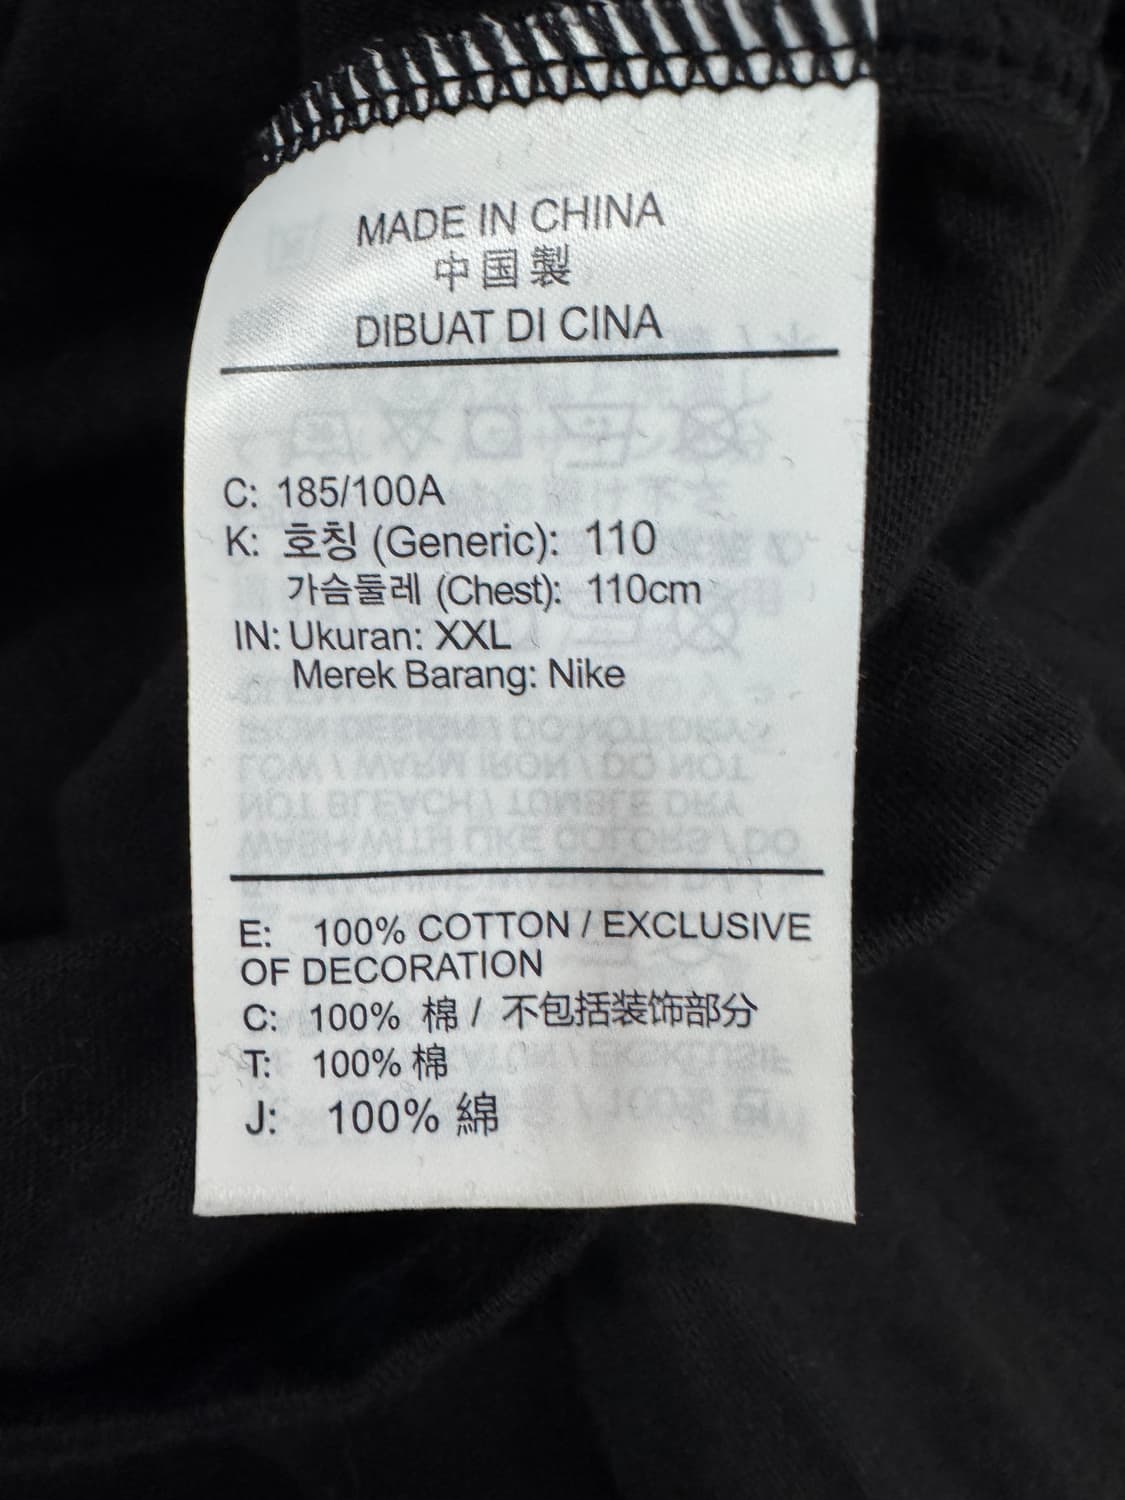 MADE IN CHINA
中国製
DIBUAT DI CINA
C: 185/100A
K: 호칭 (Generic): 110
가슴둘레 (Chest): 110cm
IN: Ukuran: XXL
Merek Barang: Nike
E: 100% COTTON / EXCLUSIVE
OF DECORATION
C: 100% 棉 / 不包括装饰部分
T: 100% 棉
J: 100% 綿